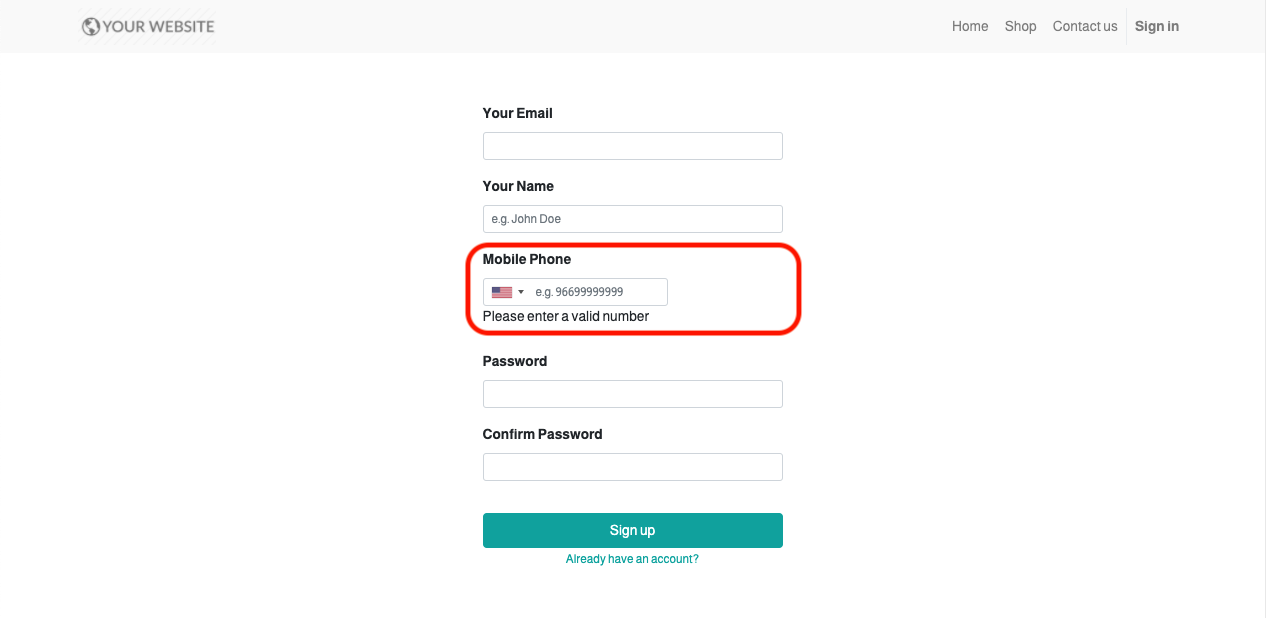 YOUR WEBSITE
Home Shop Contact us Sign in
Your Email
Your Name
e.g. John Doe
Mobile Phone
e.g. 96699999999
Please enter a valid number
Password
Confirm Password
Sign up
Already have an account?